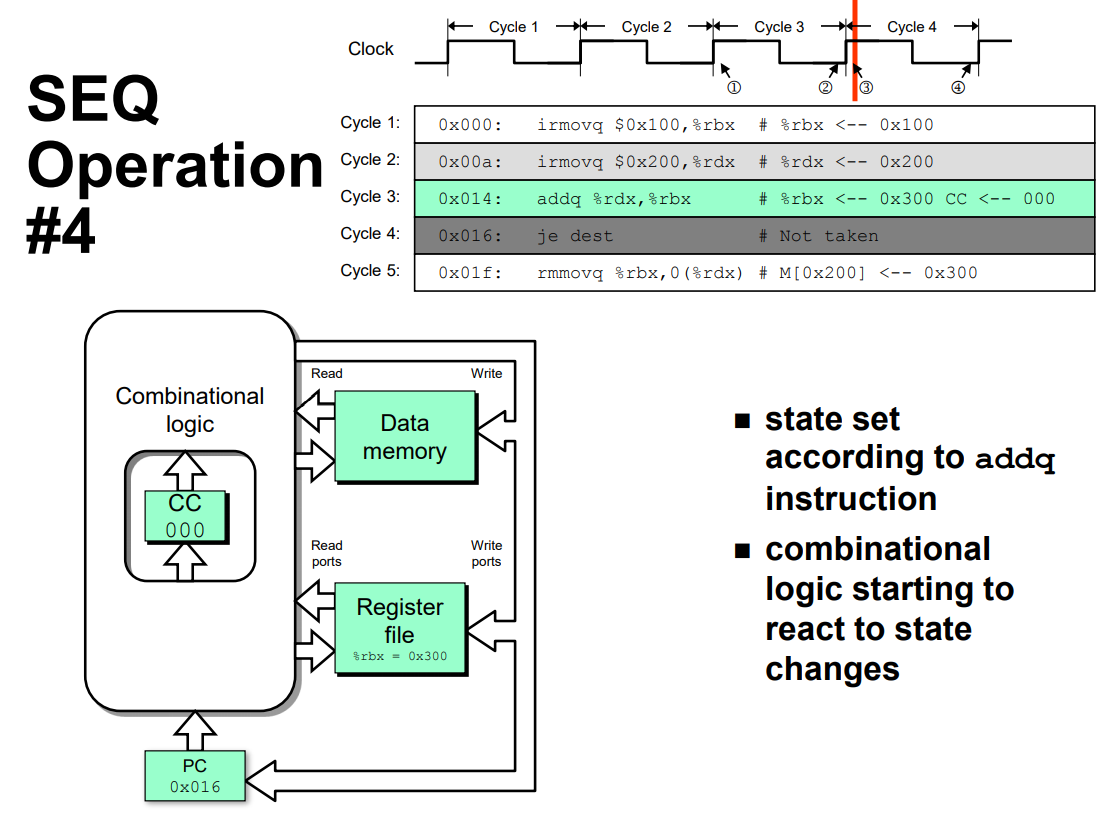 SEQ
Operation
#4
Clock
Cycle 1
Cycle 2
Cycle 3
Cycle 4
①
②
③
④
Cycle 1: 0x000: irmovq $0x100,%rbx # %rbx <-- 0x100
Cycle 2: 0x00a: irmovq $0x200,%rdx # %rdx <-- 0x200
Cycle 3: 0x014: addq %rdx,%rbx # %rbx <-- 0x300 CC <-- 000
Cycle 4: 0x016: je dest # Not taken
Cycle 5: 0x01f: rmmovq %rbx,0(%rdx) # M[0x200] <-- 0x300
Combinational
logic
CC
000
Read
Write
Data
memory
Read
ports
Write
ports
Register
file
%rbx = 0x300
PC
0x016
■ state set
according to addq
instruction
■ combinational
logic starting to
react to state
changes